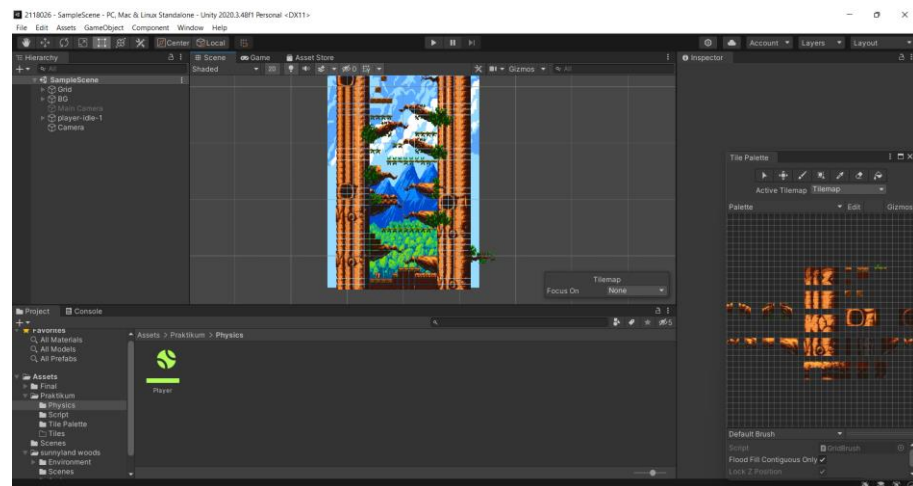 2118026 - SampleScene - PC, Mac & Linux Standalone - Unity 2020.3.48f1 Personal <DX11>
File Edit Assets GameObject Component Window Help
Center Local
Account Layers Layout
Hierarchy
Scene Game Asset Store
Inspector
All
Shaded 2D Gizmos All
SampleScene
Grid
BG
Main Camera
player-idle-1
Camera
Tile Palette
Active Tilemap Tilemap
Palette Edit Gizmos
Tilemap
Focus On None
Project Console
Favorites
All Materials
All Models
All Prefabs
Assets > Praktikum > Physics
Assets
Final
Praktikum
Physics
Script
Tile Palette
Tiles
Scenes
sunnyland woods
Environment
Scenes
Player
Default Brush
Script GridBrush
Flood Fill Contiguous Only
Lock Z Position